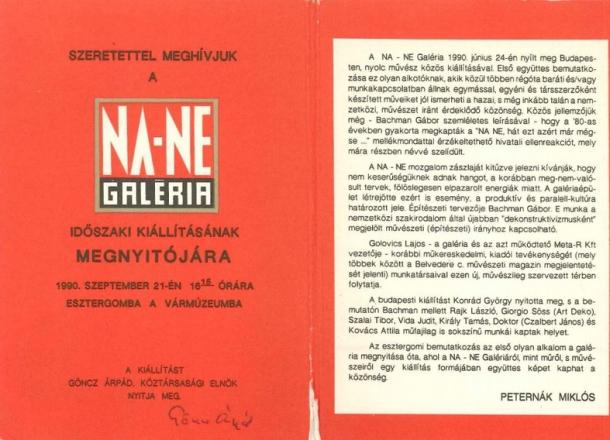 SZERETETTEL MEGHÍVJUK
A
NA-NE
GALÉRIA
IDŐSZAKI KIÁLLÍTÁSÁNAK
MEGNYITÓJÁRA
1990. SZEPTEMBER 21-ÉN 16 16 ÓRÁRA
ESZTERGOMBA A VÁRMÚZEUMBA
A KIÁLLÍTÁST
GÖNCZ ÁRPÁD, KÖZTÁRSASÁGI ELNÖK
NYITJA MEG.
Göncz Árpád
A NA - NE Galéria 1990. június 24-én nyílt meg Budapes-
ten, nyolc művész közös kiállításával. Első együttes bemutatko-
zása ez olyan alkotóknak, akik közül többen régóta baráti és/vagy
munkakapcsolatban állnak egymással, egyéni és társszerzőként
készített műveiket jól ismerheti a hazai, s még inkább talán a nem-
zetközi, művészet iránt érdeklődő közönség. Közös jellemzőjük
még - Bachman Gábor szemléletes leírásával - hogy a '80-as
években gyakorta megkapták a "NA NE, hát ezt azért már még-
se ..." mellékmondattal érzékeltethető hivatali ellenreakciót, mely
mára részben névvé szelídült.
A NA - NE mozgalom zászlaját kitűzve jelezni kívánják, hogy
nem keserűségüknek adnak hangot, a korábban meg-nem-való-
sult tervek, fölöslegesen elpazarolt energiák miatt. A galériaépül-
et létrejötte ezért is esemény, a produktív és paralell-kultúra
határozott jele. Építészeti tervezője Bachman Gábor. E munka a
nemzetközi szakirodalom által újabban "dekonstruktivizmusként"
megjelölt művészeti (építészeti) irányhoz kapcsolható.
Golovics Lajos - a galéria és az azt működtető Meta-R Kft
vezetője - korábbi műkereskedelmi, kiadói tevékenységét (mely
többek között a Belvedere c. művészeti magazin megjelenteté-
sét jelenti) munkatársaival ezen új, művészileg szervezett térben
folytatja.
A budapesti kiállítást Konrád György nyitotta meg, s a be-
mutatón Bachman mellett Rajk László, Giorgio Söss (Art Deko),
Szalai Tibor, Vida Judit, Király Tamás, Doktor (Czalbert János) és
Kovács Attila műfajilag is sokszínű munkái kaptak helyet.
Az esztergomi bemutatkozás az első olyan alkalom a galé-
ria megnyitása óta, ahol a NA - NE Galériáról, mint műről, s művé-
szeiről egy kiállítás formájában együttes képet kaphat a
közönség.
PETERNÁK MIKLÓS